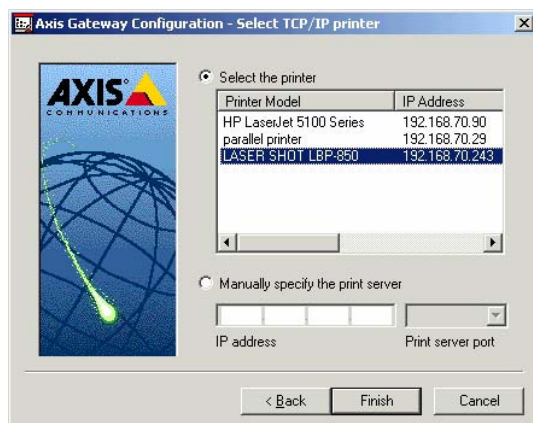 Axis Gateway Configuration - Select TCP/IP printer
AXIS
COMMUNICATIONS
Select the printer
Printer Model IP Address
HP LaserJet 5100 Series 192.168.70.90
parallel printer 192.168.70.29
LASER SHOT LBP-850 192.168.70.243
Manually specify the print server
IP address Print server port
< Back Finish Cancel